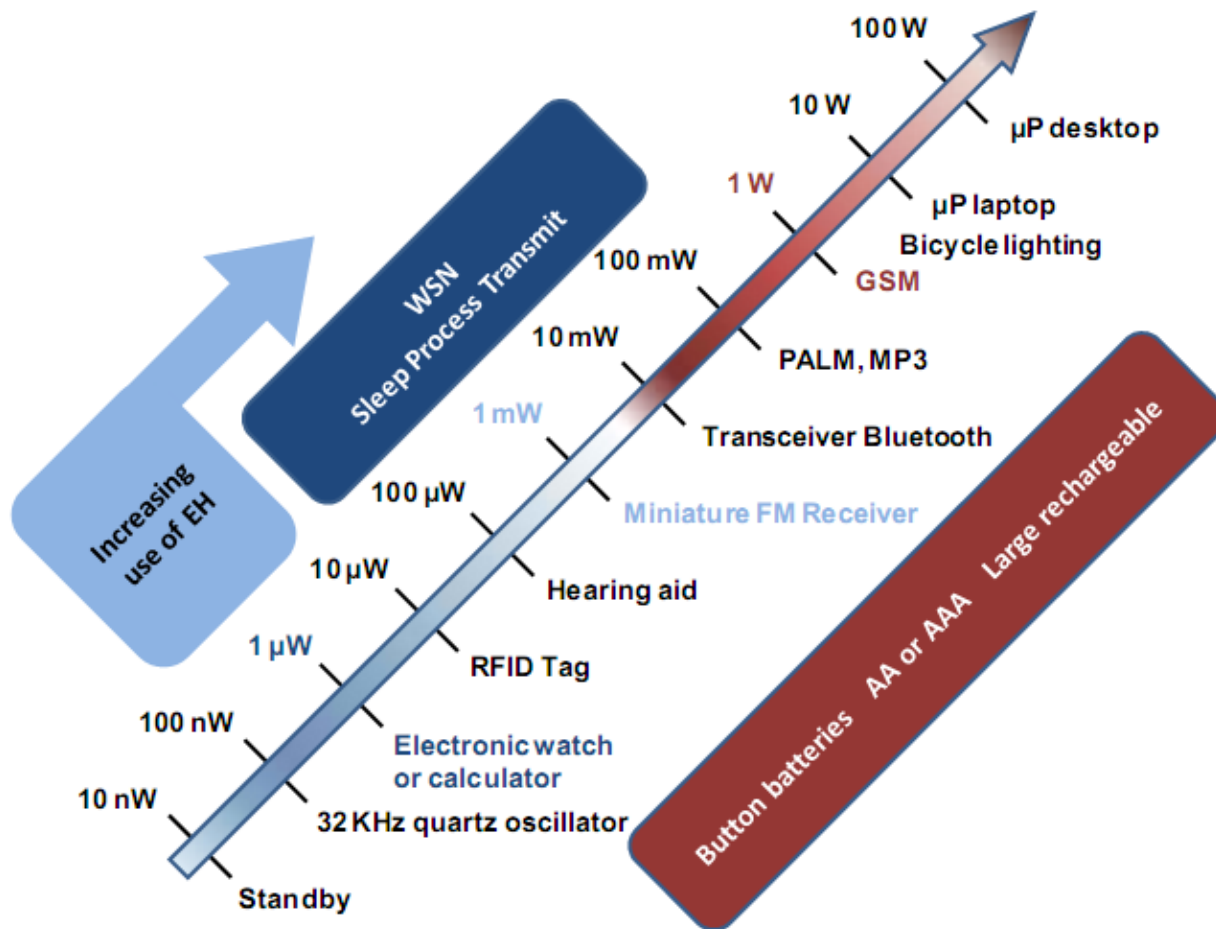 100 W
10 W
1 W
100 mW
10 mW
1 mW
100 µW
10 µW
1 µW
100 nW
10 nW
µP desktop
µP laptop
Bicycle lighting
GSM
PALM, MP3
Transceiver Bluetooth
Miniature FM Receiver
Hearing aid
RFID Tag
Electronic watch
or calculator
32 KHz quartz oscillator
Standby
WSN
Sleep Process Transmit
Increasing
use of EH
Button batteries AA or AAA Large rechargeable